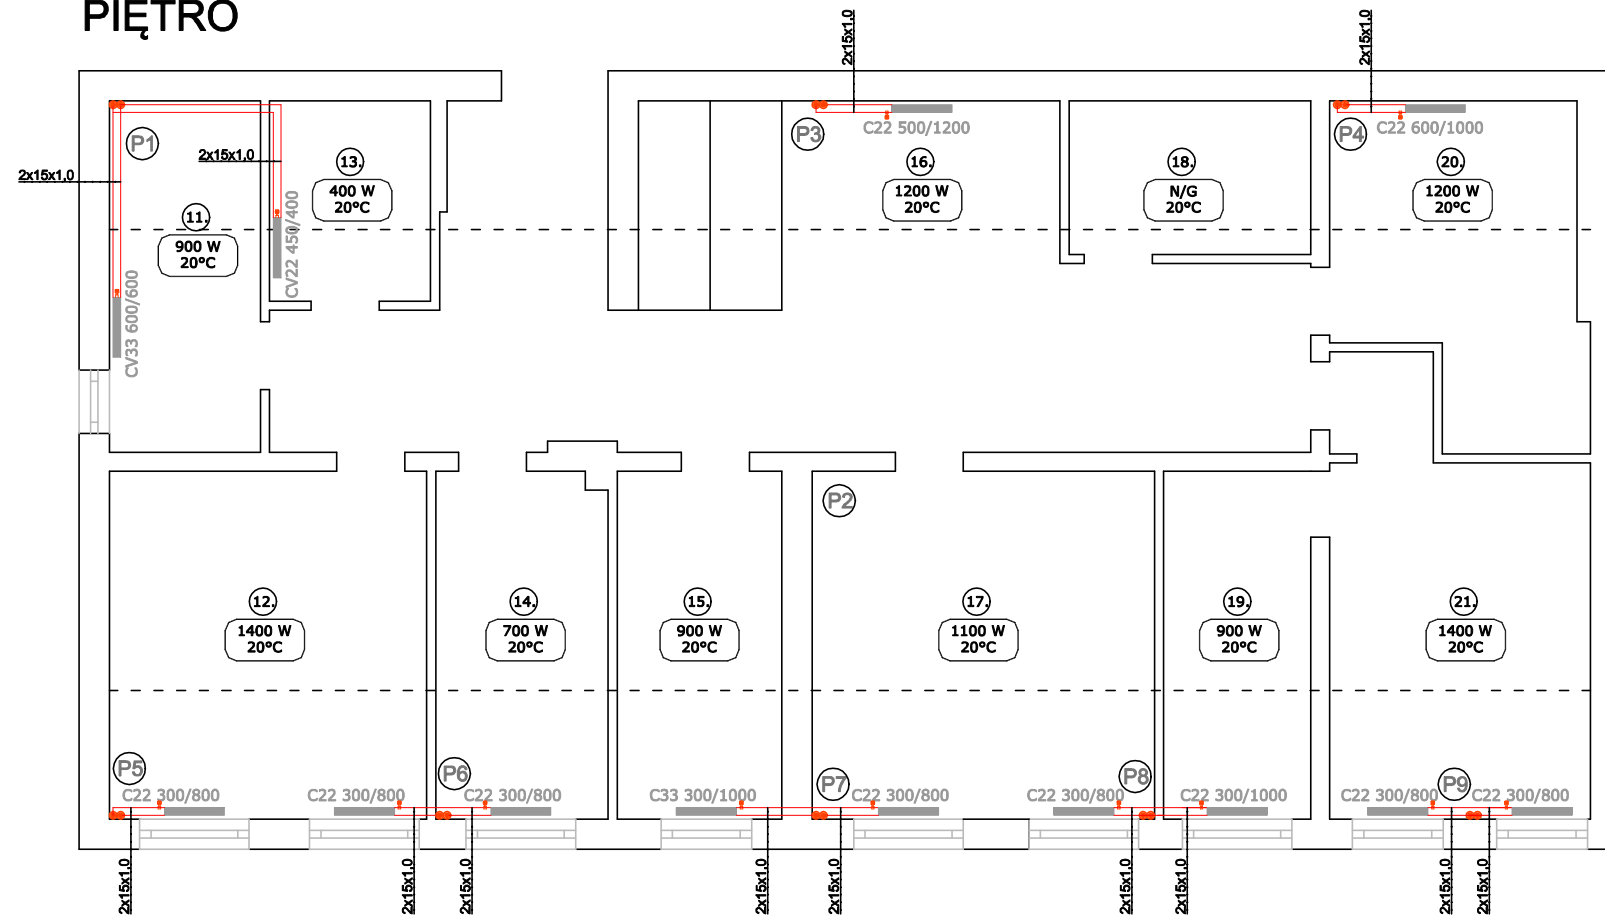 PIĘTRO
2x15x1.0
2x15x1.0
P1
2x15x1.0
2x15x1.0
13.
400 W
20°C
11.
900 W
20°C
CV22 450/400
CV33 600/600
P3
C22 500/1200
16.
1200 W
20°C
18.
N/G
20°C
P4
C22 600/1000
20.
1200 W
20°C
P2
12.
1400 W
20°C
14.
700 W
20°C
15.
900 W
20°C
17.
1100 W
20°C
19.
900 W
20°C
21.
1400 W
20°C
P5
P6
P7
P8
P9
C22 300/800
C22 300/800
C22 300/800
C33 300/1000
C22 300/800
C22 300/800
C22 300/1000
C22 300/800
C22 300/800
2x15x1.0
2x15x1.0
2x15x1.0
2x15x1.0
2x15x1.0
2x15x1.0
2x15x1.0
2x15x1.0
2x15x1.0